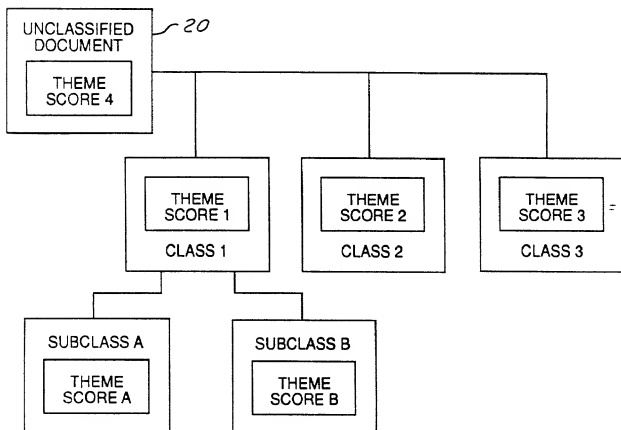 UNCLASSIFIED
DOCUMENT
20
THEME
SCORE 4
THEME
SCORE 1
CLASS 1
THEME
SCORE 2
CLASS 2
THEME
SCORE 3
CLASS 3
SUBCLASS A
THEME
SCORE A
SUBCLASS B
THEME
SCORE B